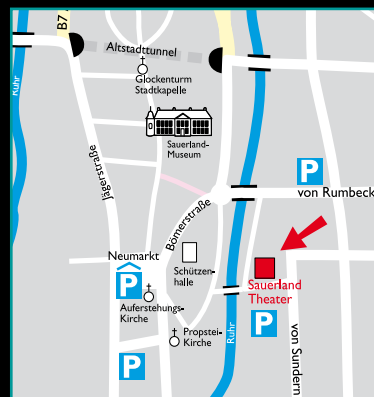 B7
Altstadttunnel
Glockenturm
Stadtkapelle
Ruhr
Sauerland-
Museum
Jägerstraße
P
von Rumbeck
Bömerstraße
Neumarkt
P
Schützen-
halle
Sauerland
Theater
Auferstehungs-
Kirche
P
Propstei-
Kirche
Ruhr
von Sundern
P